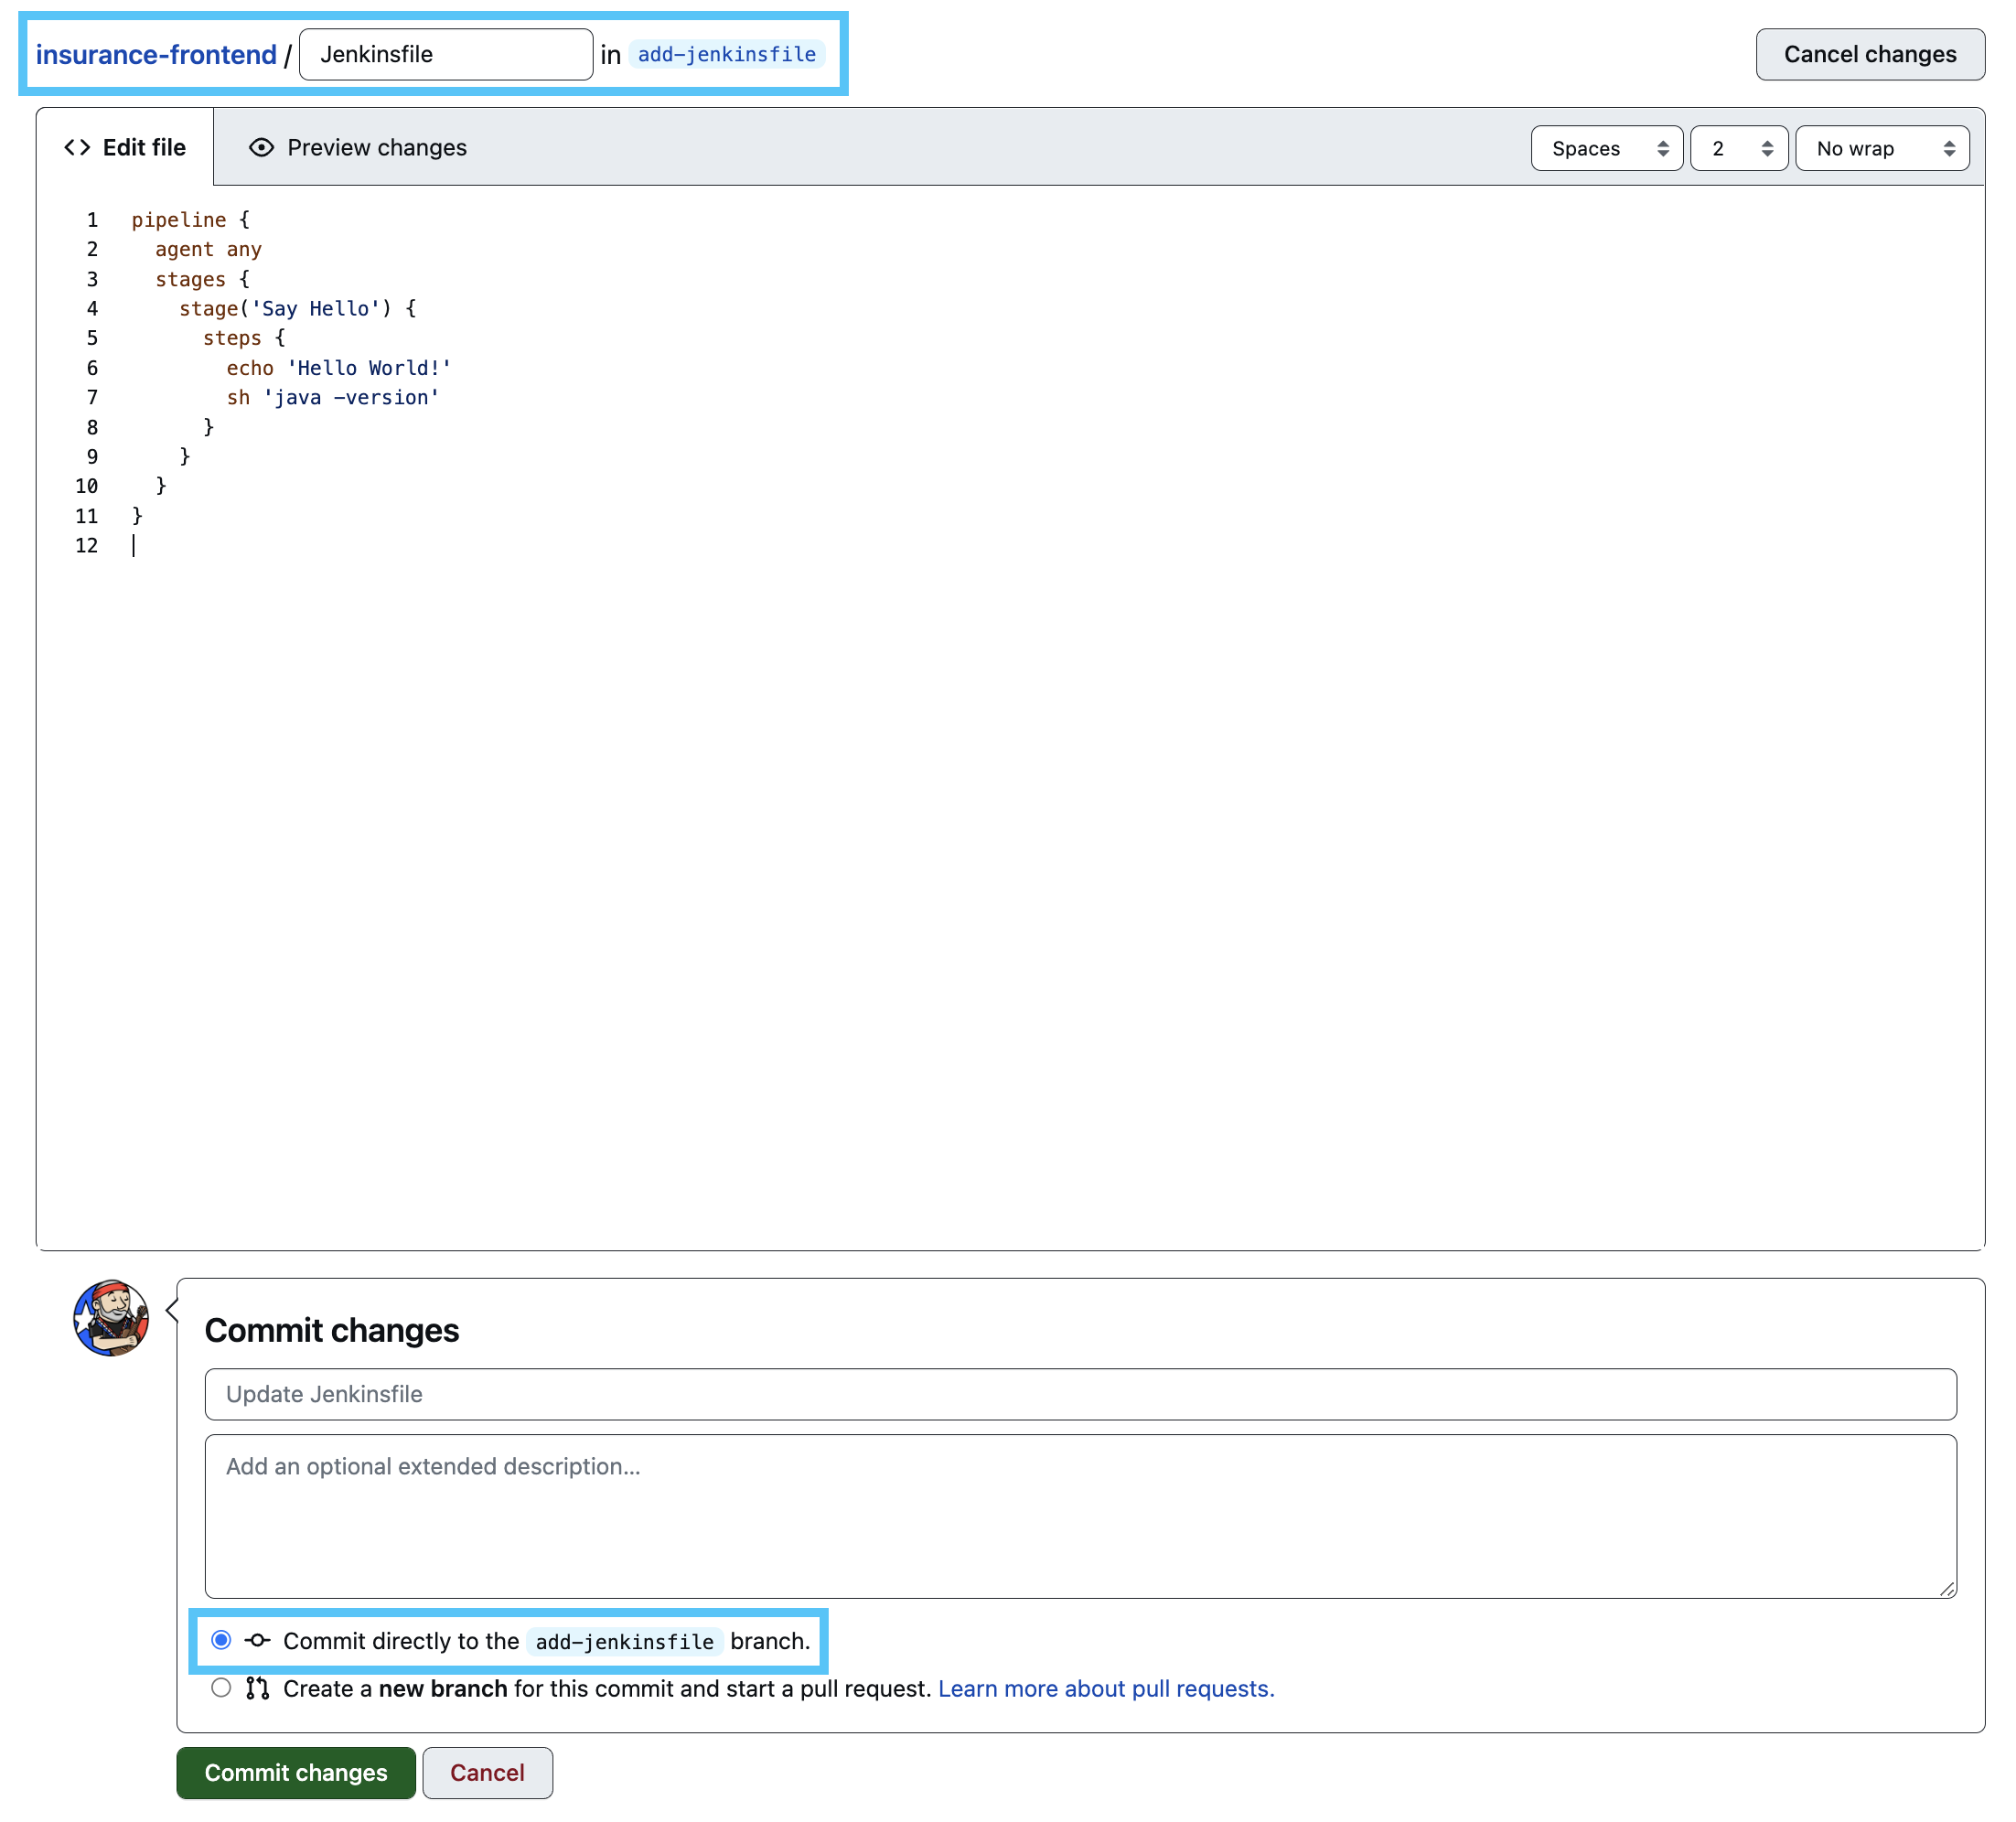 insurance-frontend / Jenkinsfile in add-jenkinsfile Cancel changes
Edit file Preview changes Spaces 2 No wrap
1 pipeline {
2   agent any
3   stages {
4     stage('Say Hello') {
5       steps {
6         echo 'Hello World!'
7         sh 'java -version'
8       }
9     }
10   }
11 }
12
Commit changes
Update Jenkinsfile
Add an optional extended description...
Commit directly to the add-jenkinsfile branch.
Create a new branch for this commit and start a pull request. Learn more about pull requests.
Commit changes Cancel